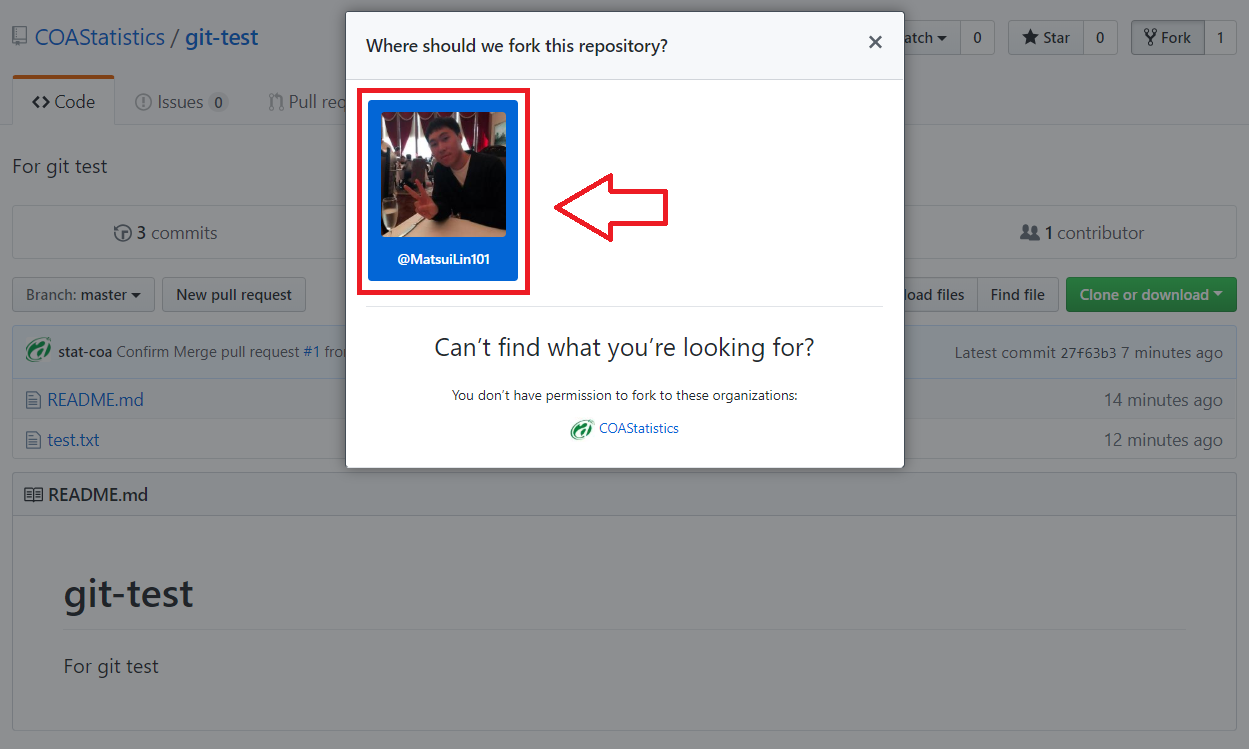 COAStatistics / git-test
Where should we fork this repository?
atch 0
Star 0
Fork 1
Code
Issues 0
Pull req
For git test
@MatsuiLin101
3 commits
1 contributor
Branch: master
New pull request
load files
Find file
Clone or download
Can't find what you're looking for?
You don't have permission to fork to these organizations:
COAStatistics
stat-coa Confirm Merge pull request #1 from
Latest commit 27f63b3 7 minutes ago
README.md
14 minutes ago
test.txt
12 minutes ago
README.md
git-test
For git test